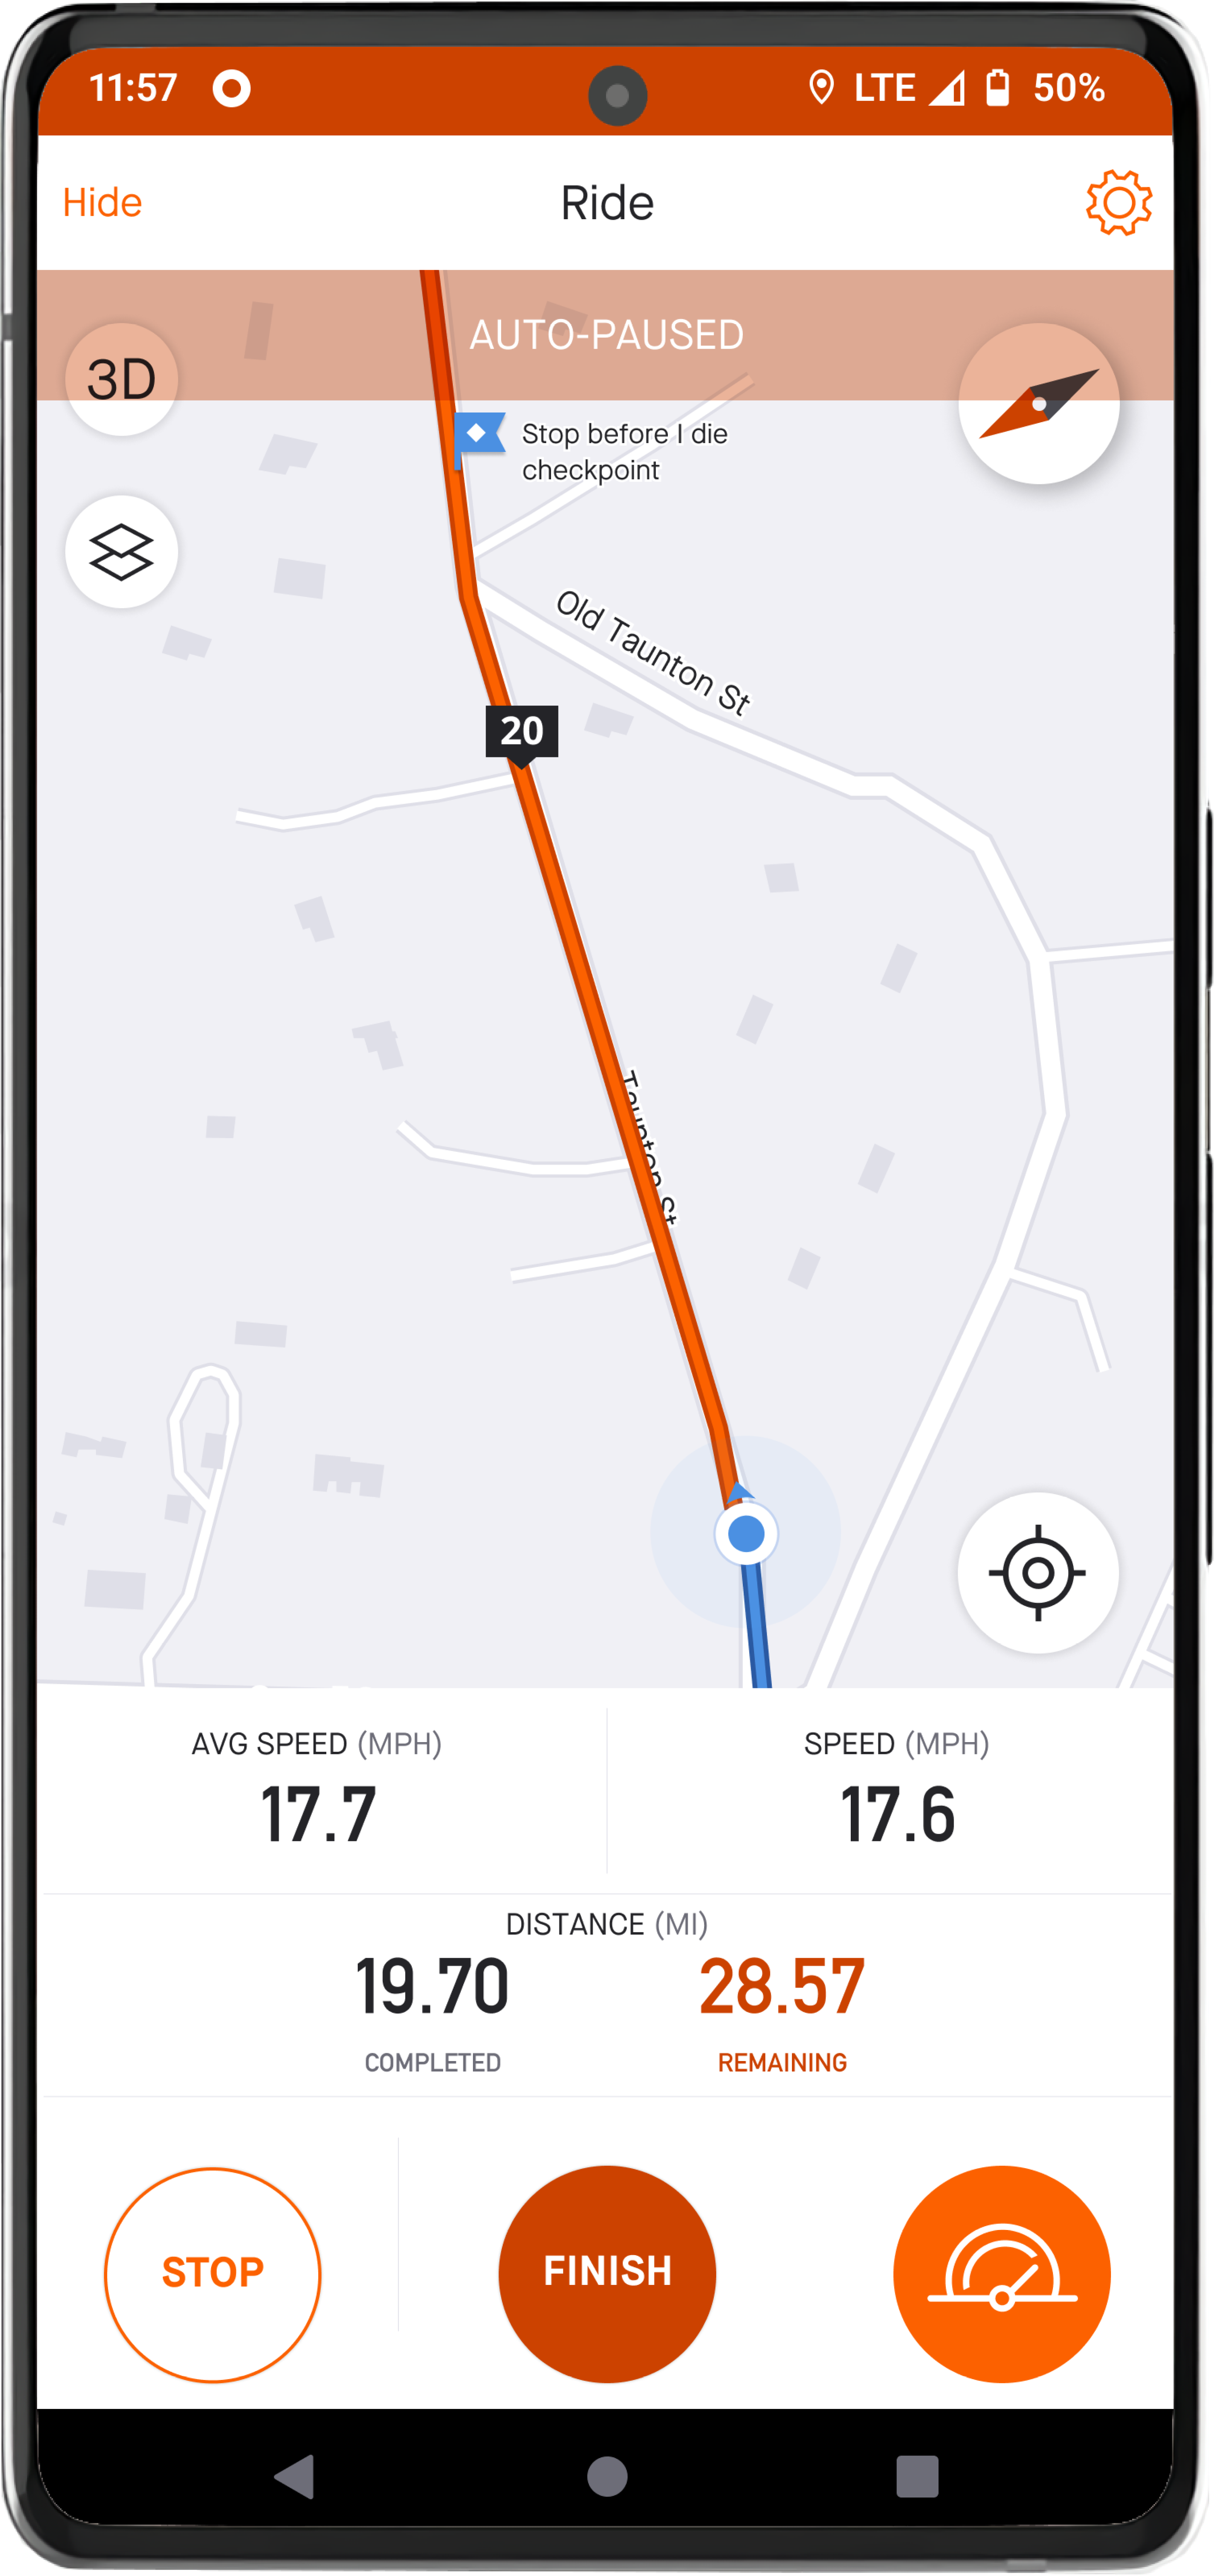 11:57 LTE 50%
Hide Ride
AUTO-PAUSED
3D
Stop before I die
checkpoint
Old Taunton St
20
Taunton St
AVG SPEED (MPH)
17.7
SPEED (MPH)
17.6
DISTANCE (MI)
19.70 28.57
COMPLETED REMAINING
STOP FINISH